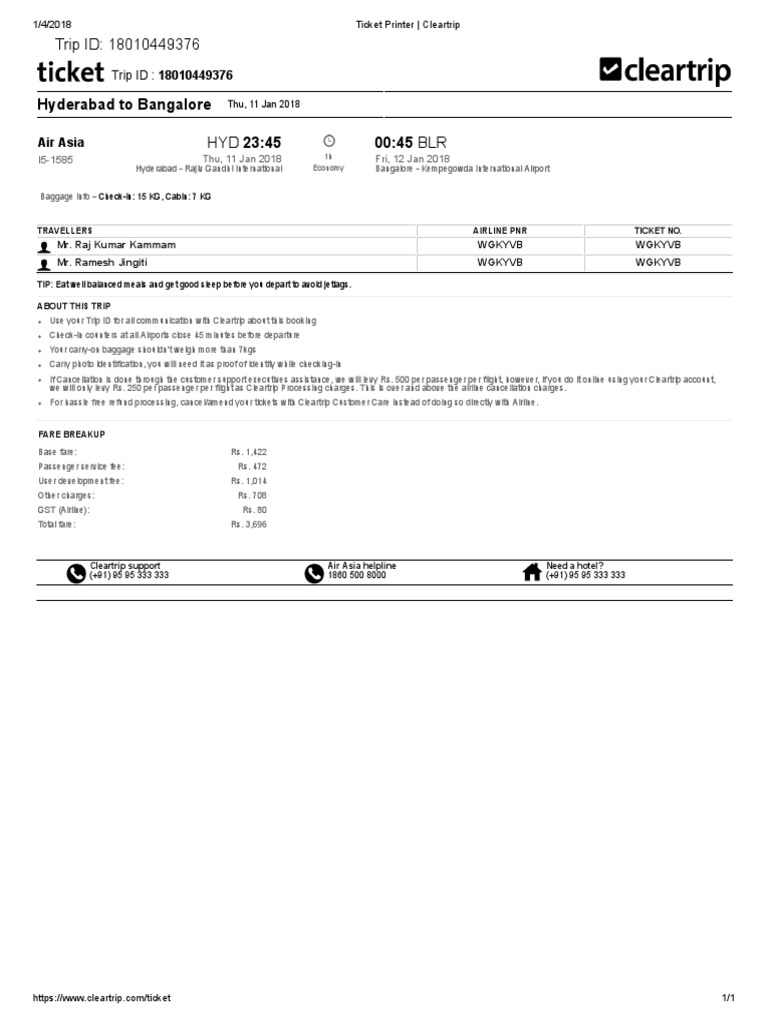 1/4/2018 Ticket Printer | Cleartrip
Trip ID: 18010449376
ticket Trip ID : 18010449376
cleartrip
Hyderabad to Bangalore Thu, 11 Jan 2018
Air Asia HYD 23:45 00:45 BLR
I5-1585 Thu, 11 Jan 2018 1h Fri, 12 Jan 2018
Hyderabad - Rajiv Gandhi International Economy Bangalore - Kempegowda International Airport
Baggage Info – Check-in: 15 KG, Cabin: 7 KG
TRAVELLERS AIRLINE PNR TICKET NO.
Mr. Raj Kumar Kammam WGKYVB WGKYVB
Mr. Ramesh Jingiti WGKYVB WGKYVB
TIP: Eat well balanced meals and get good sleep before you depart to avoid jetlags.
ABOUT THIS TRIP
• Use your Trip ID for all communication with Cleartrip about this booking
• Check-in counters at all Airports close 45 minutes before departure
• Your carry-on baggage shouldn't weigh more than 7kgs
• Carry photo identification, you will need it as proof of identity while checking-in
• If Cancellation is done through the customer support executives assistance, we will levy Rs. 500 per passenger per flight, however, if you do it online using your Cleartrip account,
we will only levy Rs. 250 per passenger per flight as Cleartrip Processing charges. This is over and above the airline cancellation charges.
• For hassle free refund processing, cancel/amend your tickets with Cleartrip Customer Care instead of doing so directly with Airline.
FARE BREAKUP
Base fare: Rs. 1,422
Passenger service fee: Rs. 472
User development fee: Rs. 1,014
Other charges: Rs. 708
GST (Airline): Rs. 80
Total fare: Rs. 3,696
Cleartrip support Air Asia helpline Need a hotel?
(+91) 95 95 333 333 1860 500 8000 (+91) 95 95 333 333
https://www.cleartrip.com/ticket 1/1